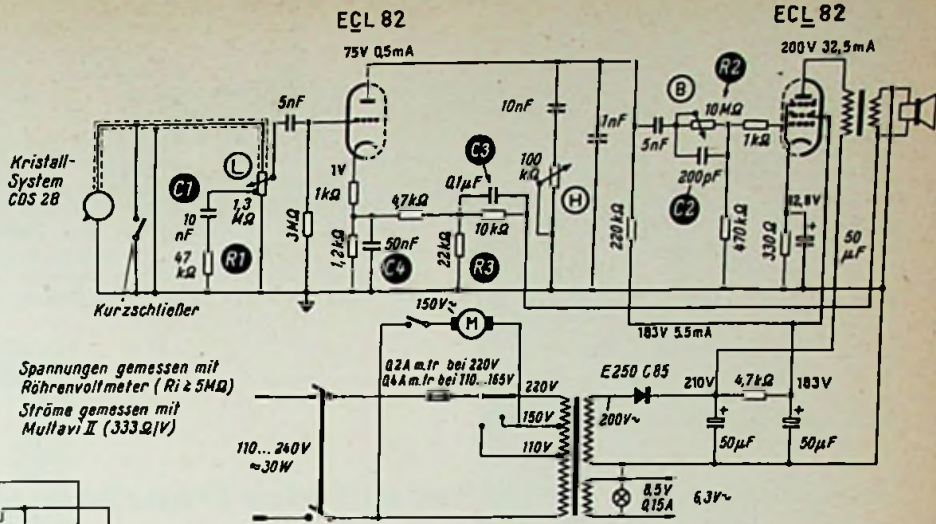 ECL 82
ECL 82
75V 0,5mA
200V 32,5mA
5nF
10nF
1nF
B
R2
10MΩ
1kΩ
5nF
200pF
C2
Kristall-
System
CDS 2B
L
C1
10
nF
1,3
MΩ
47
kΩ
R1
1V
1kΩ
1,2kΩ
3kΩ
C3
0,1µF
4,7kΩ
10kΩ
50nF
C4
22kΩ
R3
100
kΩ
H
220kΩ
470kΩ
330Ω
12,8V
+
50
µF
Kurzschließer
150V~
M
183V 5,5mA
Spannungen gemessen mit
Röhrenvoltmeter (Ri ≥ 5MΩ)
Ströme gemessen mit
Multavi II (333Ω/V)
0,2A m.tr bei 220V
0,4A m.tr bei 110...165V
220V
150V
110V
E250 C85
200V~
210V
4,7kΩ
183V
+
50µF
+
50µF
110...240V
≈30W
8,5V
0,15A
6,3V~